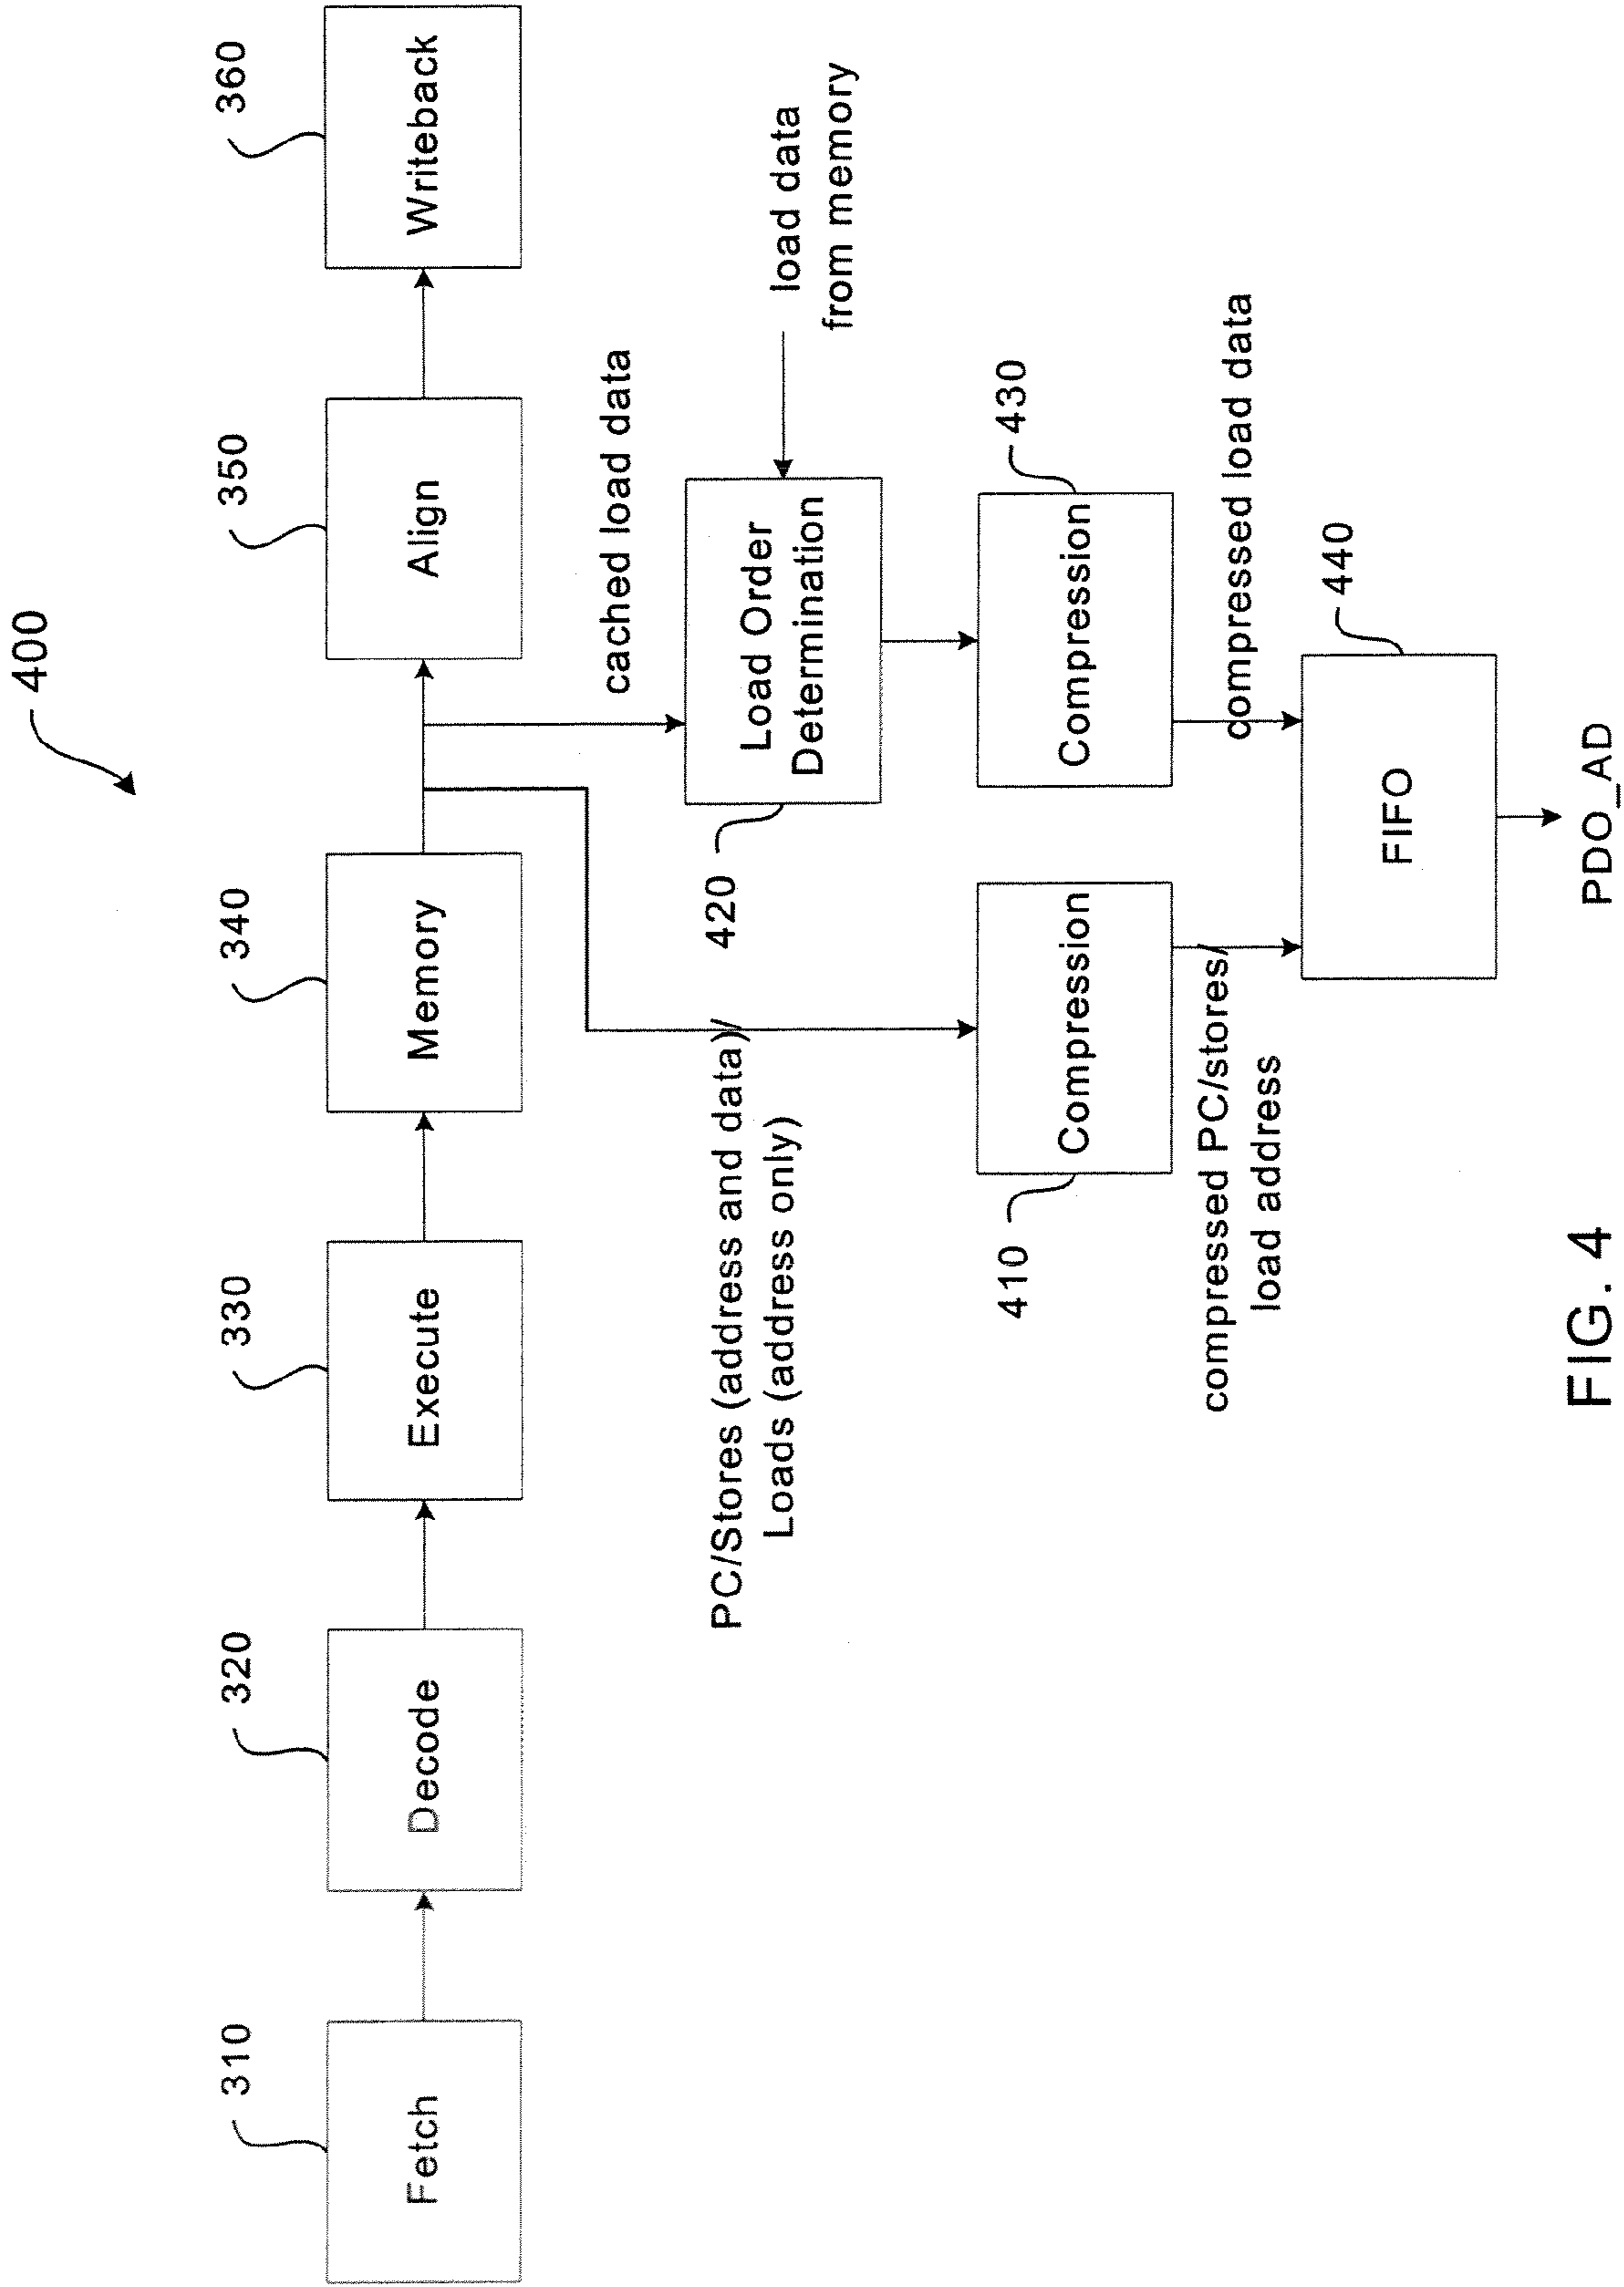 400
310
320
330
340
350
360
Fetch
Decode
Execute
Memory
Align
Writeback
cached load data
PC/Stores (address and data)/
Loads (address only)
420
Load Order
Determination
load data
from memory
410
Compression
430
Compression
compressed PC/stores/
load address
compressed load data
440
FIFO
PDO_AD
FIG. 4